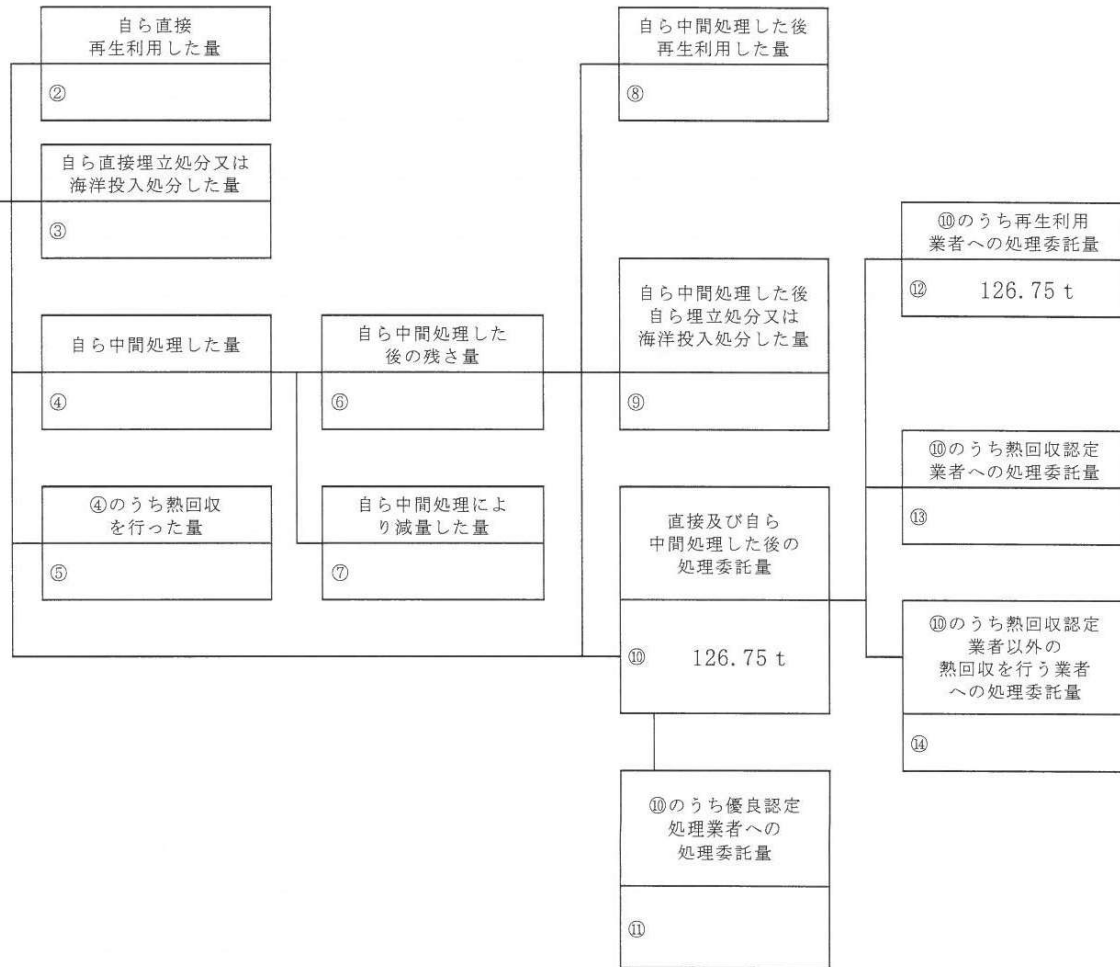 自ら直接
再生利用した量
②
自ら直接埋立処分又は
海洋投入処分した量
③
自ら中間処理した量
④
④のうち熱回収
を行った量
⑤
自ら中間処理した
後の残さ量
⑥
自ら中間処理によ
り減量した量
⑦
自ら中間処理した後
再生利用した量
⑧
自ら中間処理した後
自ら埋立処分又は
海洋投入処分した量
⑨
直接及び自ら
中間処理した後の
処理委託量
⑩ 126.75 t
⑩のうち優良認定
処理業者への
処理委託量
⑪
⑩のうち再生利用
業者への処理委託量
⑫ 126.75 t
⑩のうち熱回収認定
業者への処理委託量
⑬
⑩のうち熱回収認定
業者以外の
熱回収を行う業者
への処理委託量
⑭